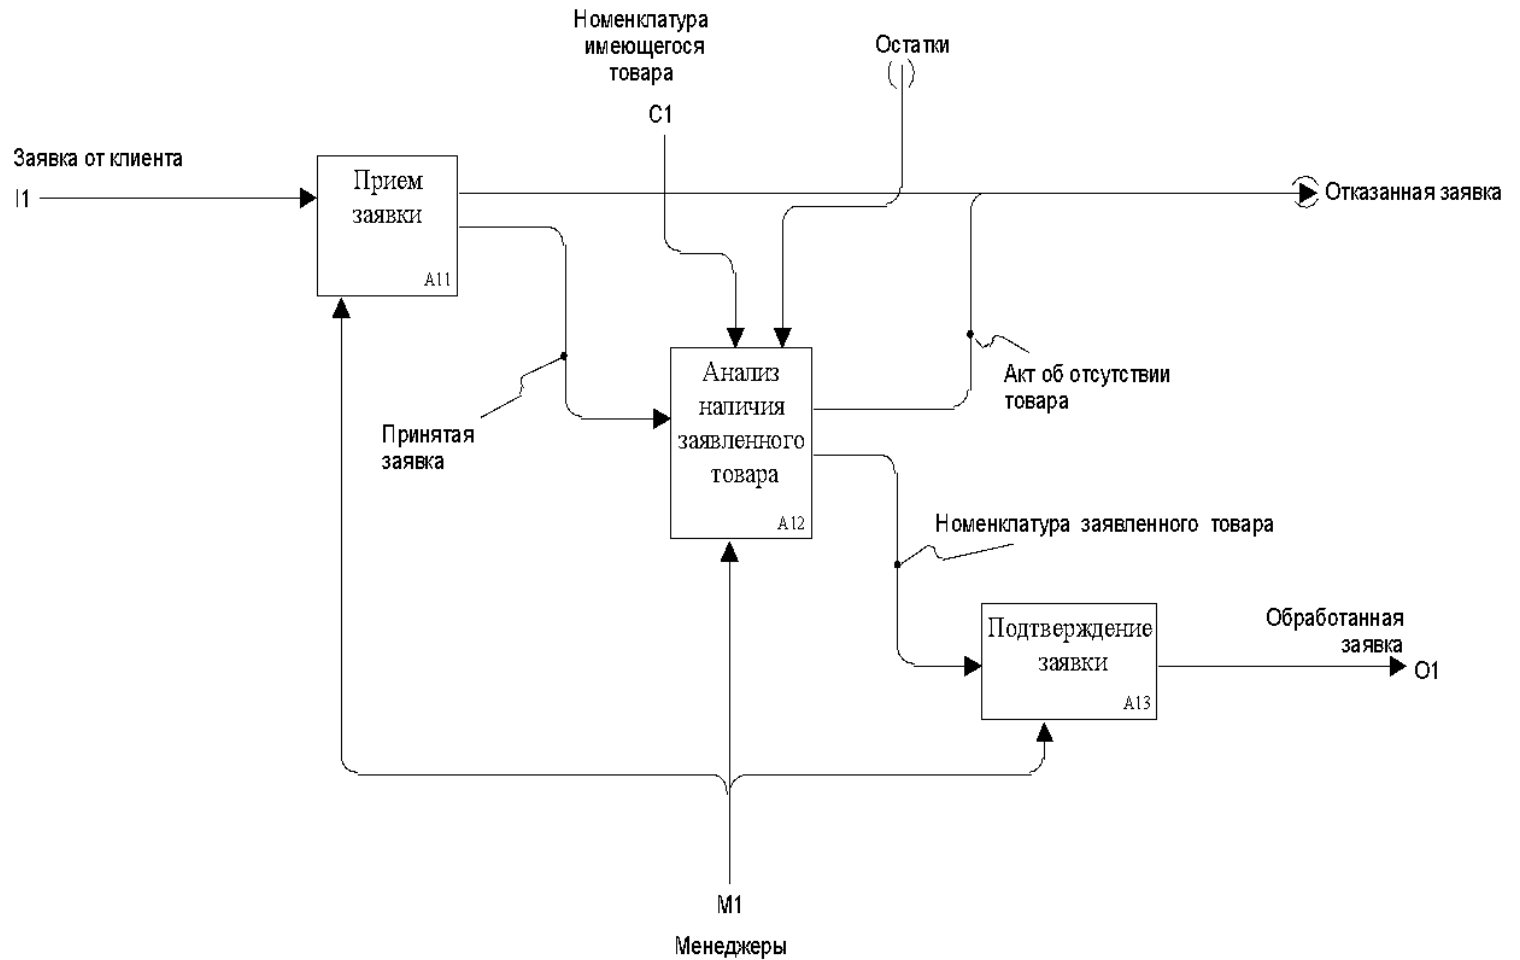 Номенклатура
имеющегося
товара
C1
Остатки
Заявка от клиента
I1
Прием
заявки
A11
Отказанная заявка
Анализ
наличия
заявленного
товара
A12
Акт об отсутствии
товара
Принятая
заявка
Номенклатура заявленного товара
Подтверждение
заявки
A13
Обработанная
заявка
O1
M1
Менеджеры